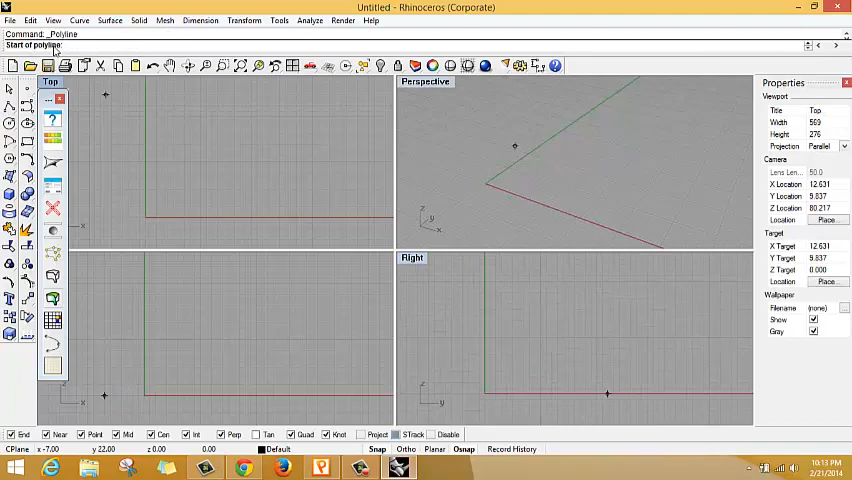 Untitled - Rhinoceros (Corporate)
File Edit View Curve Surface Solid Mesh Dimension Transform Tools Analyze Render Help
Command: _Polyline
Start of polyline:
Top
Perspective
Right
x
z
y
x
z
x
z
y
Properties
Viewport
Title Top
Width 569
Height 276
Projection Parallel
Camera
Lens Len... 50.0
X Location 12.631
Y Location 9.837
Z Location 80.217
Location Place...
Target
X Target 12.631
Y Target 9.837
Z Target 0.000
Location Place...
Wallpaper
Filename (none) ...
Show
Gray
End Near Point Mid Cen Int Perp Tan Quad Knot Project STrack Disable
CPlane x -7.00 y 22.00 z 0.00 0.00 Default Snap Ortho Planar Osnap Record History
10:13 PM
2/21/2014